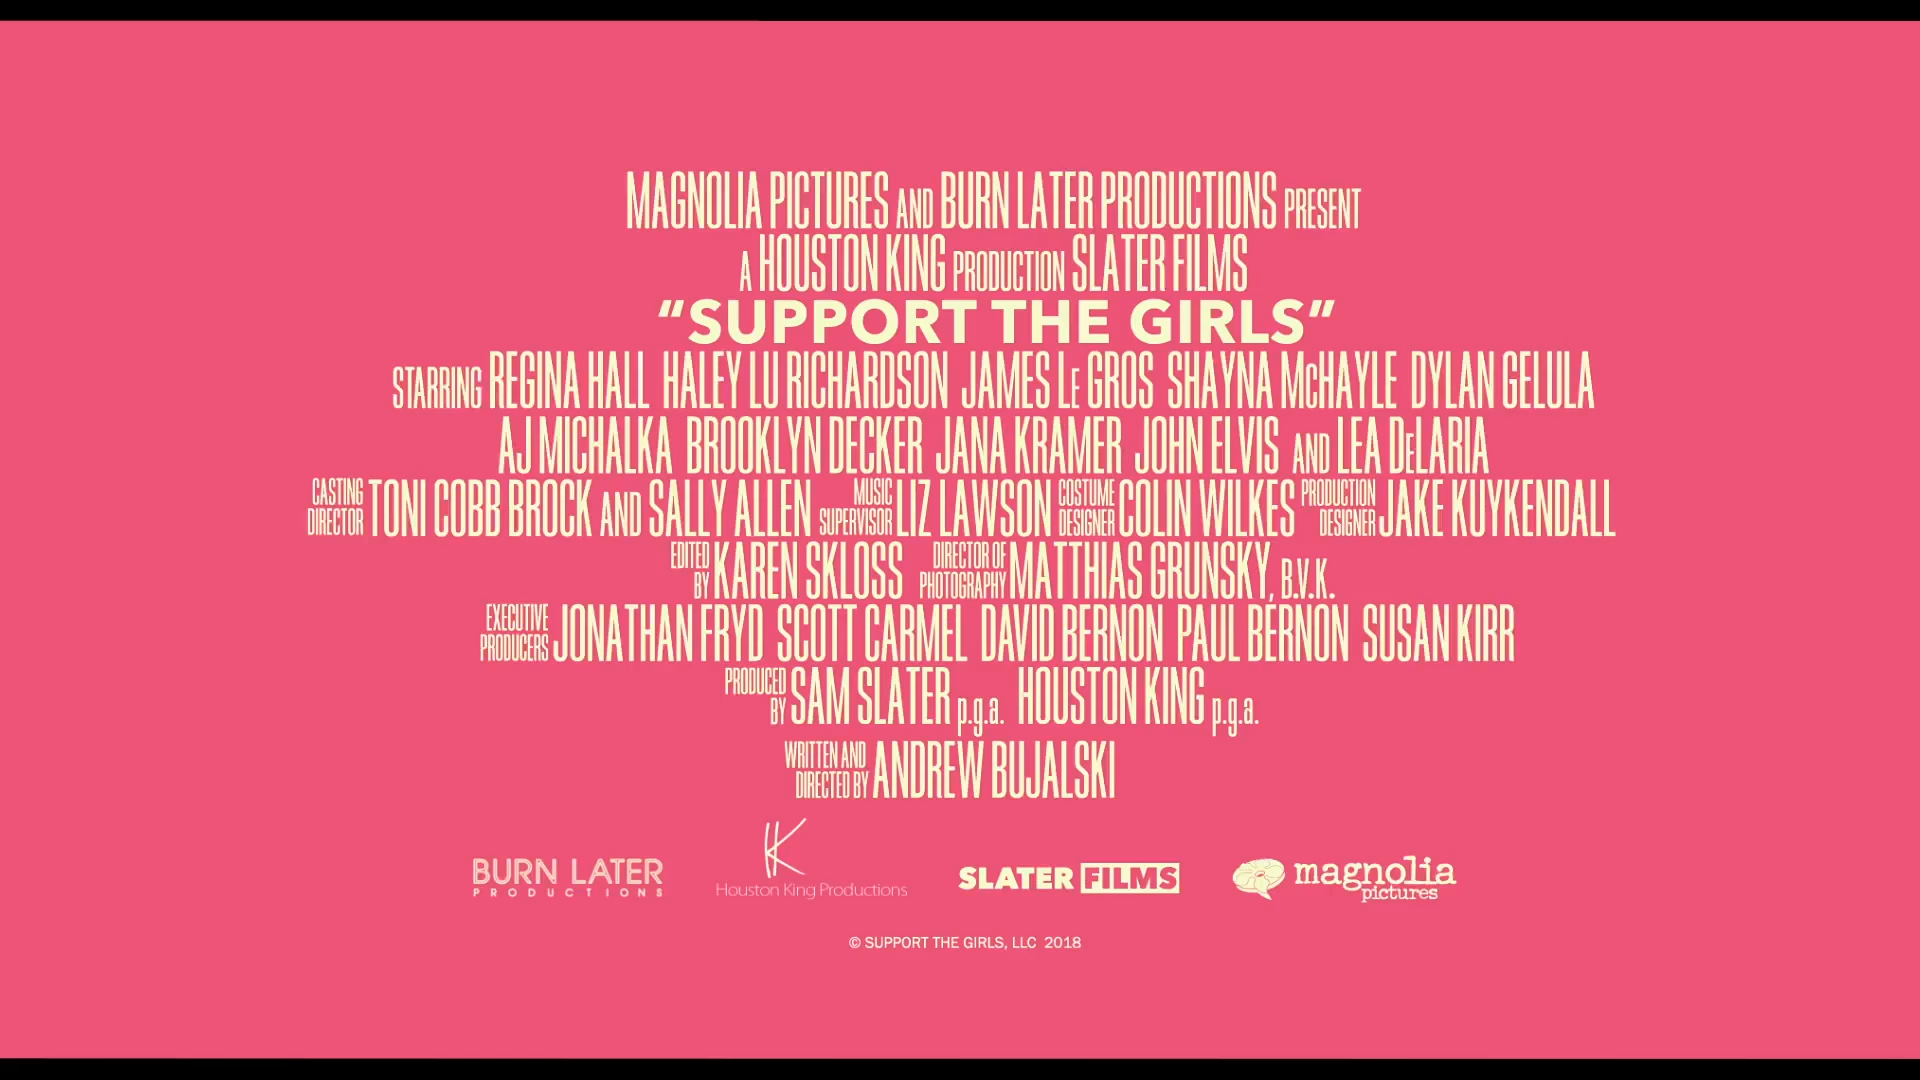 MAGNOLIA PICTURES AND BURN LATER PRODUCTIONS PRESENT
A HOUSTON KING PRODUCTION SLATER FILMS
“SUPPORT THE GIRLS”
STARRING REGINA HALL HALEY LU RICHARDSON JAMES LE GROS SHAYNA McHAYLE DYLAN GELULA
AJ MICHALKA BROOKLYN DECKER JANA KRAMER JOHN ELVIS AND LEA DeLARIA
CASTING DIRECTOR TONI COBB BROCK AND SALLY ALLEN MUSIC SUPERVISOR LIZ LAWSON COSTUME DESIGNER COLIN WILKES PRODUCTION DESIGNER JAKE KUYKENDALL
EDITED BY KAREN SKLOSS DIRECTOR OF PHOTOGRAPHY MATTHIAS GRUNSKY, B.V.K.
EXECUTIVE PRODUCERS JONATHAN FRYD SCOTT CARMEL DAVID BERNON PAUL BERNON SUSAN KIRR
PRODUCED BY SAM SLATER p.g.a. HOUSTON KING p.g.a.
WRITTEN AND DIRECTED BY ANDREW BUJALSKI
BURN LATER
PRODUCTIONS
HK
Houston King Productions
SLATER FILMS
magnolia
pictures
© SUPPORT THE GIRLS, LLC 2018